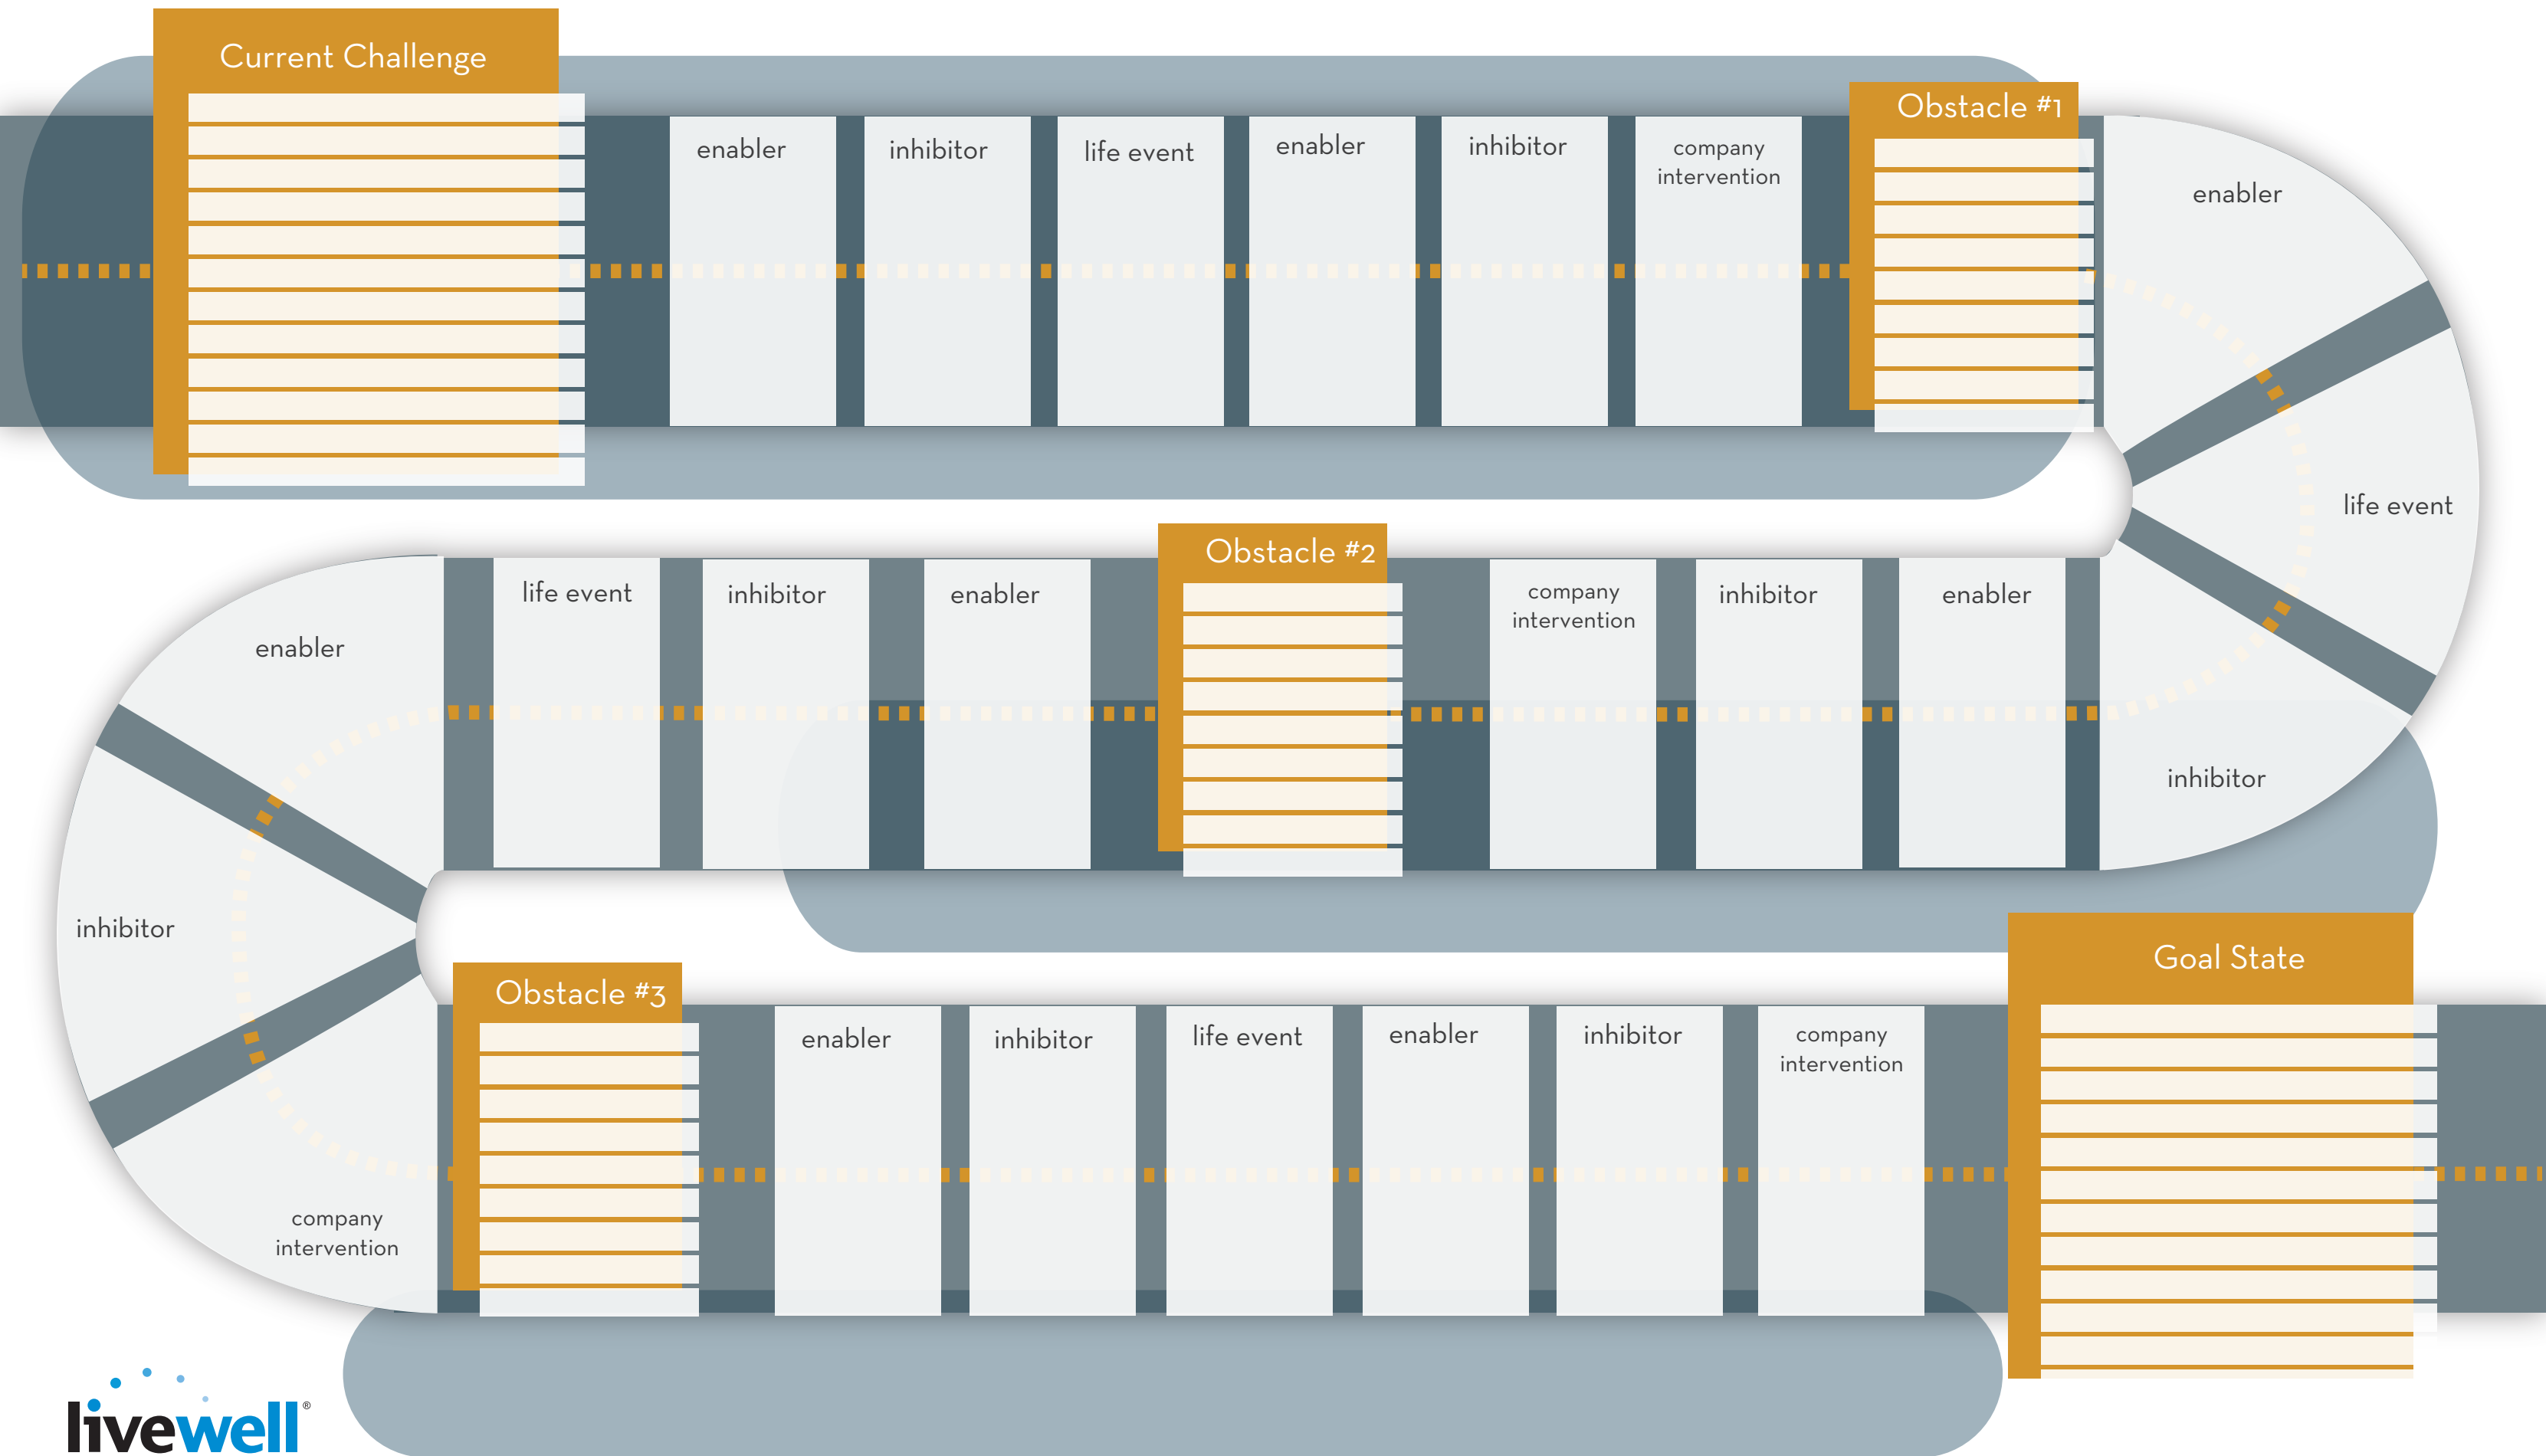 Current Challenge
enabler
inhibitor
life event
enabler
inhibitor
company
intervention
Obstacle #1
enabler
life event
inhibitor
enabler
inhibitor
company
intervention
Obstacle #2
enabler
inhibitor
life event
enabler
inhibitor
company
intervention
Obstacle #3
enabler
inhibitor
life event
enabler
inhibitor
company
intervention
Goal State
livewell®